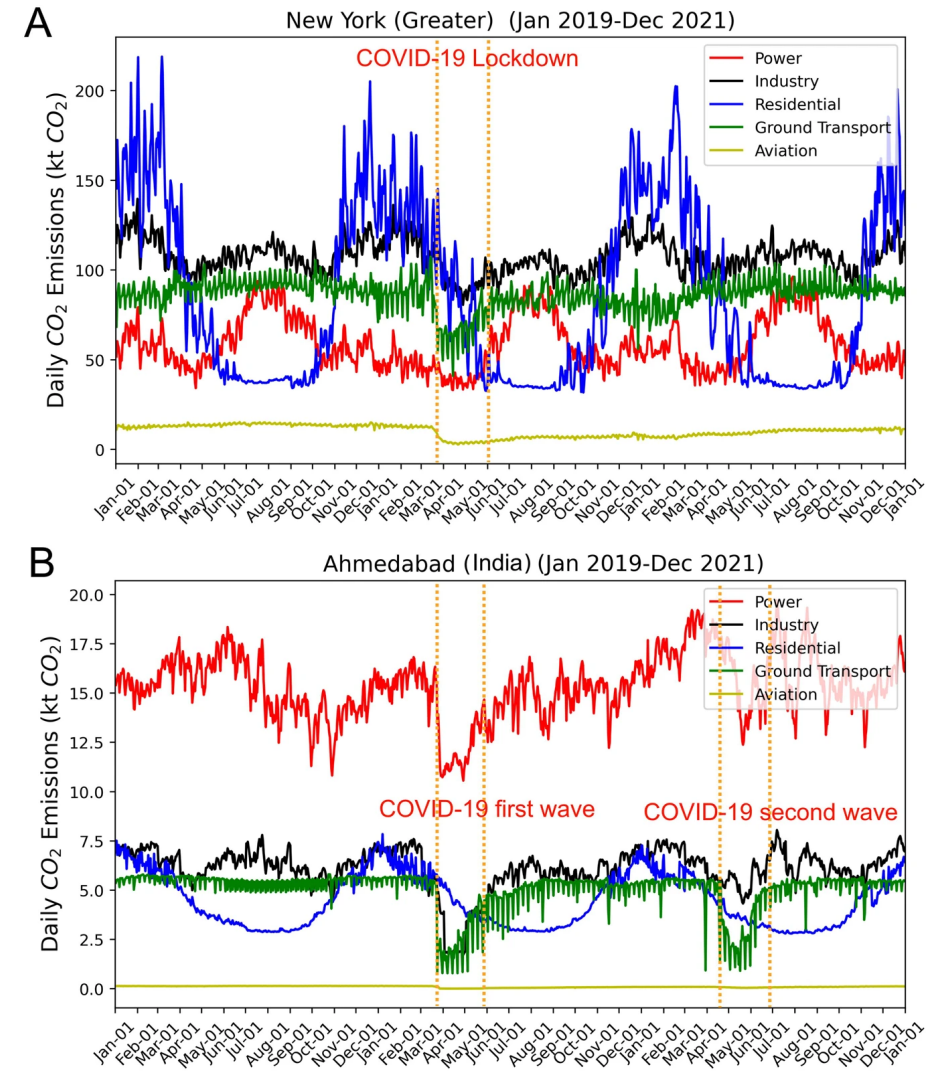 A
New York (Greater) (Jan 2019-Dec 2021)
COVID-19 Lockdown
Power
Industry
Residential
Ground Transport
Aviation
Daily CO2 Emissions (kt CO2)
200
150
100
50
0
Jan-01 Feb-01 Mar-01 Apr-01 May-01 Jun-01 Jul-01 Aug-01 Sep-01 Oct-01 Nov-01 Dec-01 Jan-01 Feb-01 Mar-01 Apr-01 May-01 Jun-01 Jul-01 Aug-01 Sep-01 Oct-01 Nov-01 Dec-01 Jan-01 Feb-01 Mar-01 Apr-01 May-01 Jun-01 Jul-01 Aug-01 Sep-01 Oct-01 Nov-01 Dec-01 Jan-01
B
Ahmedabad (India) (Jan 2019-Dec 2021)
Power
Industry
Residential
Ground Transport
Aviation
COVID-19 first wave
COVID-19 second wave
Daily CO2 Emissions (kt CO2)
20.0
17.5
15.0
12.5
10.0
7.5
5.0
2.5
0.0
Jan-01 Feb-01 Mar-01 Apr-01 May-01 Jun-01 Jul-01 Aug-01 Sep-01 Oct-01 Nov-01 Dec-01 Jan-01 Feb-01 Mar-01 Apr-01 May-01 Jun-01 Jul-01 Aug-01 Sep-01 Oct-01 Nov-01 Dec-01 Jan-01 Feb-01 Mar-01 Apr-01 May-01 Jun-01 Jul-01 Aug-01 Sep-01 Oct-01 Nov-01 Dec-01 Jan-01